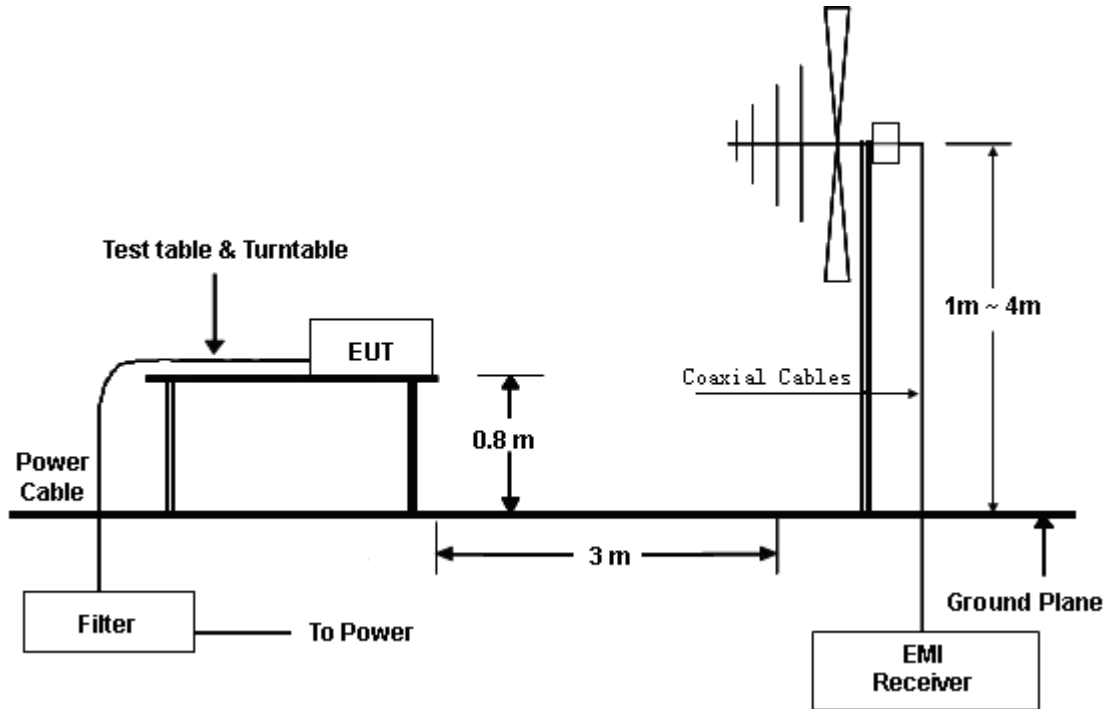 Test table & Turntable
EUT
1m ~ 4m
Coaxial Cables
0.8 m
Power
Cable
3 m
Ground Plane
Filter
To Power
EMI
Receiver